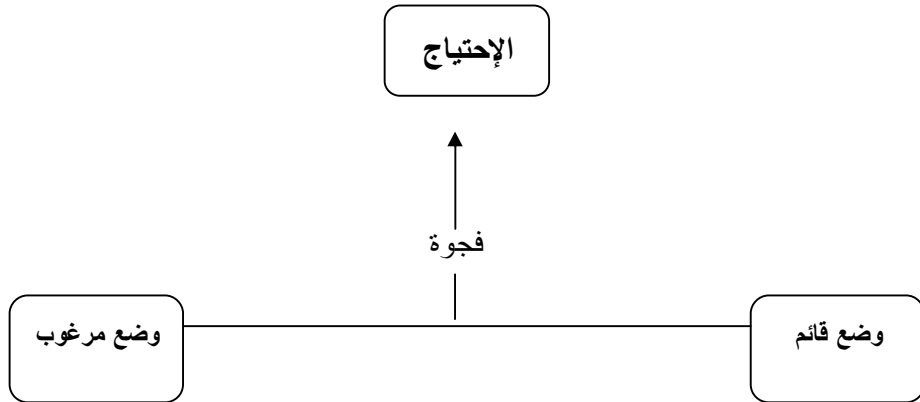 الإحتياج
فجوة
وضع قائم
وضع مرغوب